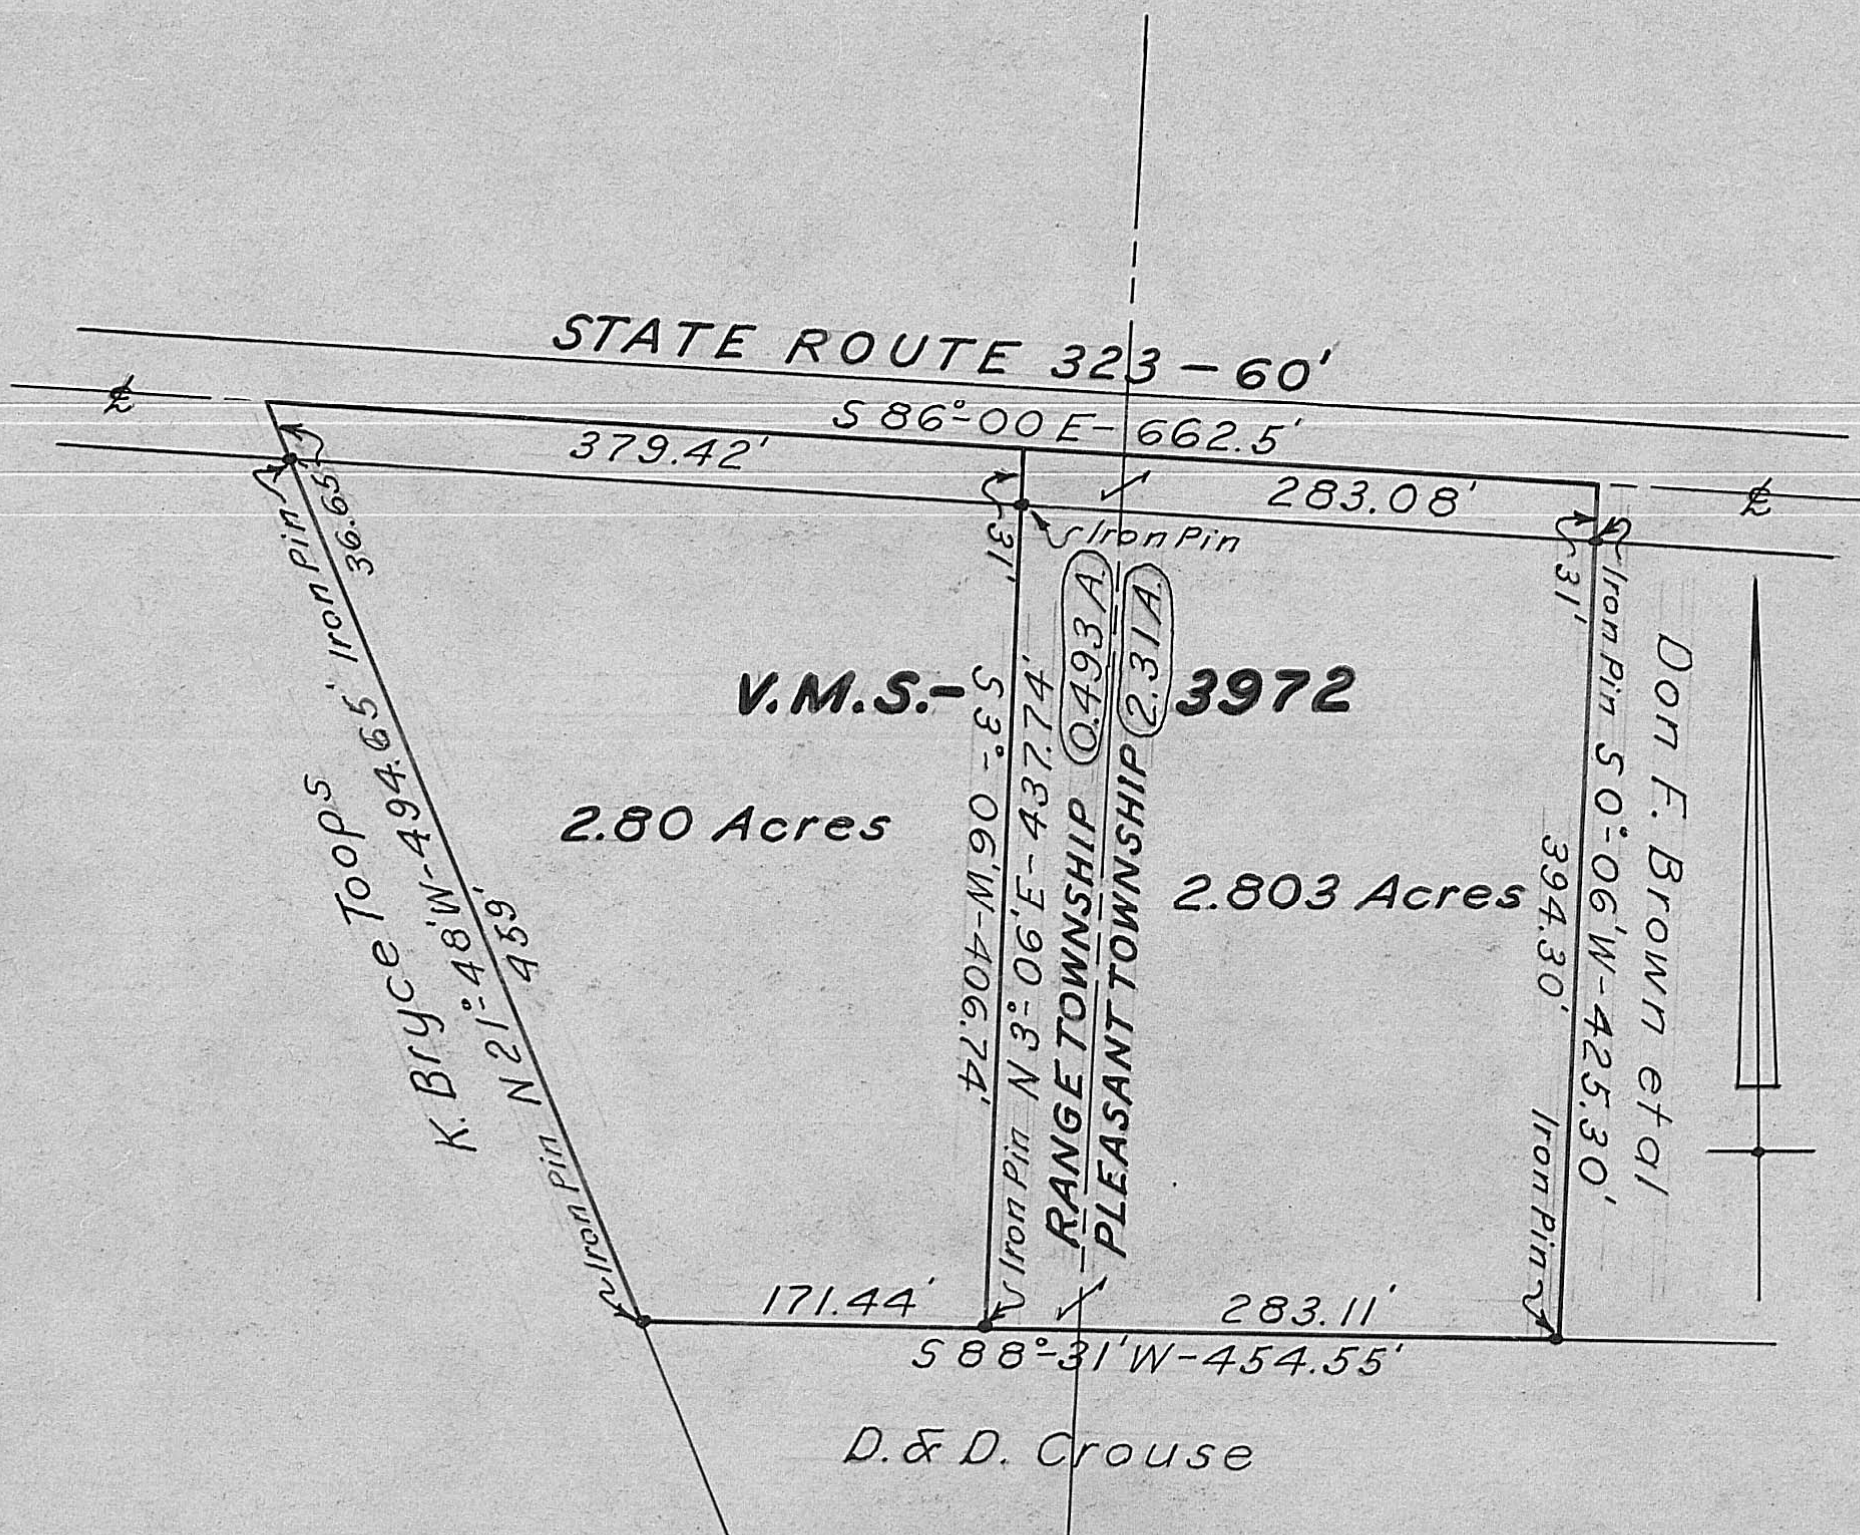 STATE ROUTE 323 - 60'
℄
S 86°-00 E - 662.5'
379.42'
283.08'
℄
36.65'
Iron Pin
31'
Iron Pin
31'
Iron Pin
V.M.S. - 3972
0.493 A.
2.31 A.
2.80 Acres
2.803 Acres
K. Bryce Toops
Iron Pin N 21°-48'W - 494.65' Iron Pin
459'
S 3°-06'W - 406.74'
Iron Pin N 3°-06'E - 437.74'
RANGE TOWNSHIP
PLEASANT TOWNSHIP
394.30'
Iron Pin
Iron Pin S 0°-06'W - 425.30'
Don F. Brown etal
171.44'
283.11'
S 88°-31'W - 454.55'
D. & D. Crouse